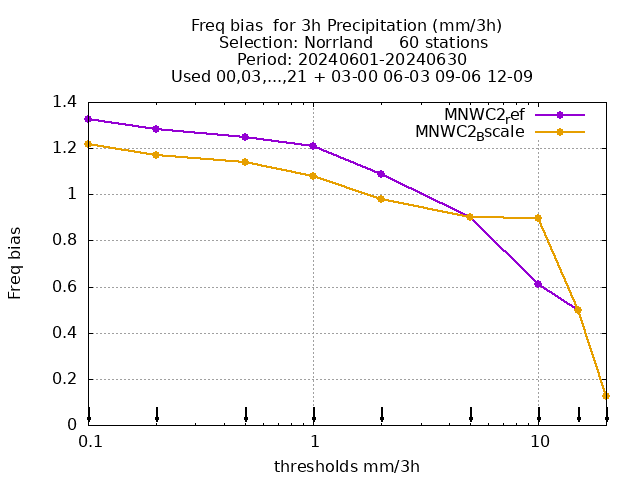 Freq bias  for 3h Precipitation (mm/3h)
Selection: Norrland     60 stations
Period: 20240601-20240630
Used 00,03,...,21 + 03-00 06-03 09-06 12-09
MNWC2ref
MNWC2Bscale
1.4
1.2
1
0.8
0.6
0.4
0.2
0
Freq bias
0.1 1 10
thresholds mm/3h